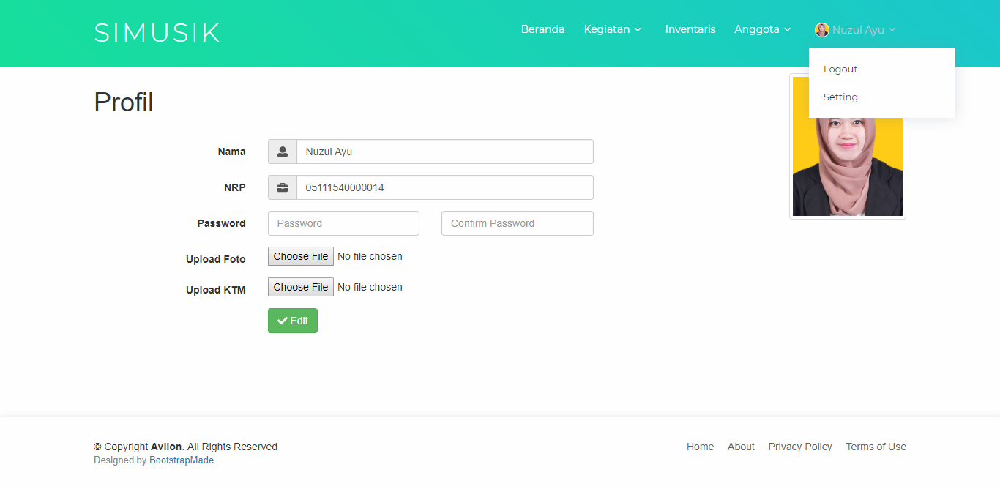 SIMUSIK
Beranda Kegiatan Inventaris Anggota Nuzul Ayu
Logout
Setting
Profil
Nama Nuzul Ayu
NRP 05111540000014
Password Password Confirm Password
Upload Foto Choose File No file chosen
Upload KTM Choose File No file chosen
Edit
© Copyright Avilon. All Rights Reserved
Designed by BootstrapMade
Home About Privacy Policy Terms of Use